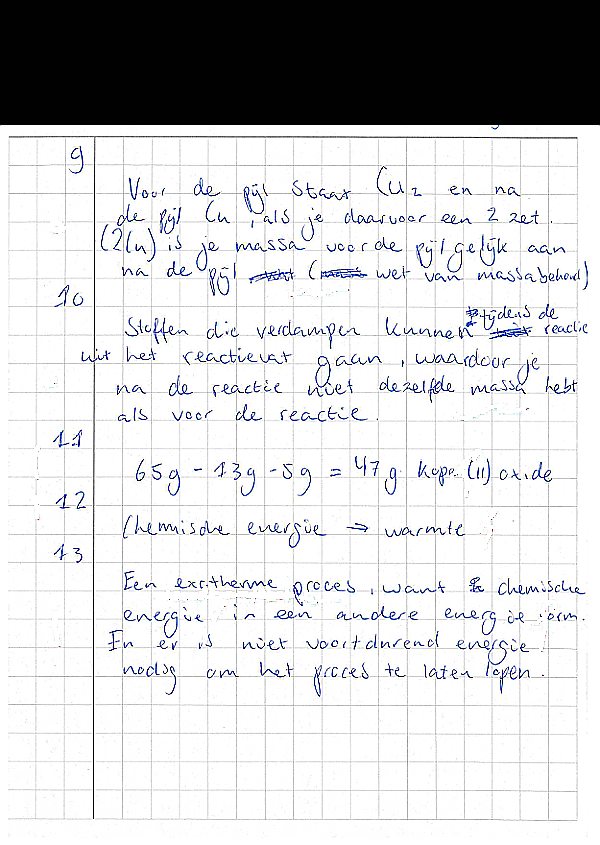 9
Voor de pijl staat Cu2 en na
de pijl Cu, als je daarvoor een 2 zet.
(2Cu) is je massa voor de pijl gelijk aan
na de pijl (wet van massabehoud)
10
Stoffen die verdampen kunnen tijdens de reactie
uit het reactievat gaan, waardoor je
na de reactie niet dezelfde massa hebt
als voor de reactie.
11
65g - 13g - 5g = 47g koper (II) oxide
12
Chemische energie → warmte
13
Een exotherme proces, want chemische
energie in een andere energie vorm.
En er is niet voortdurend energie
nodig om het proces te laten lopen.